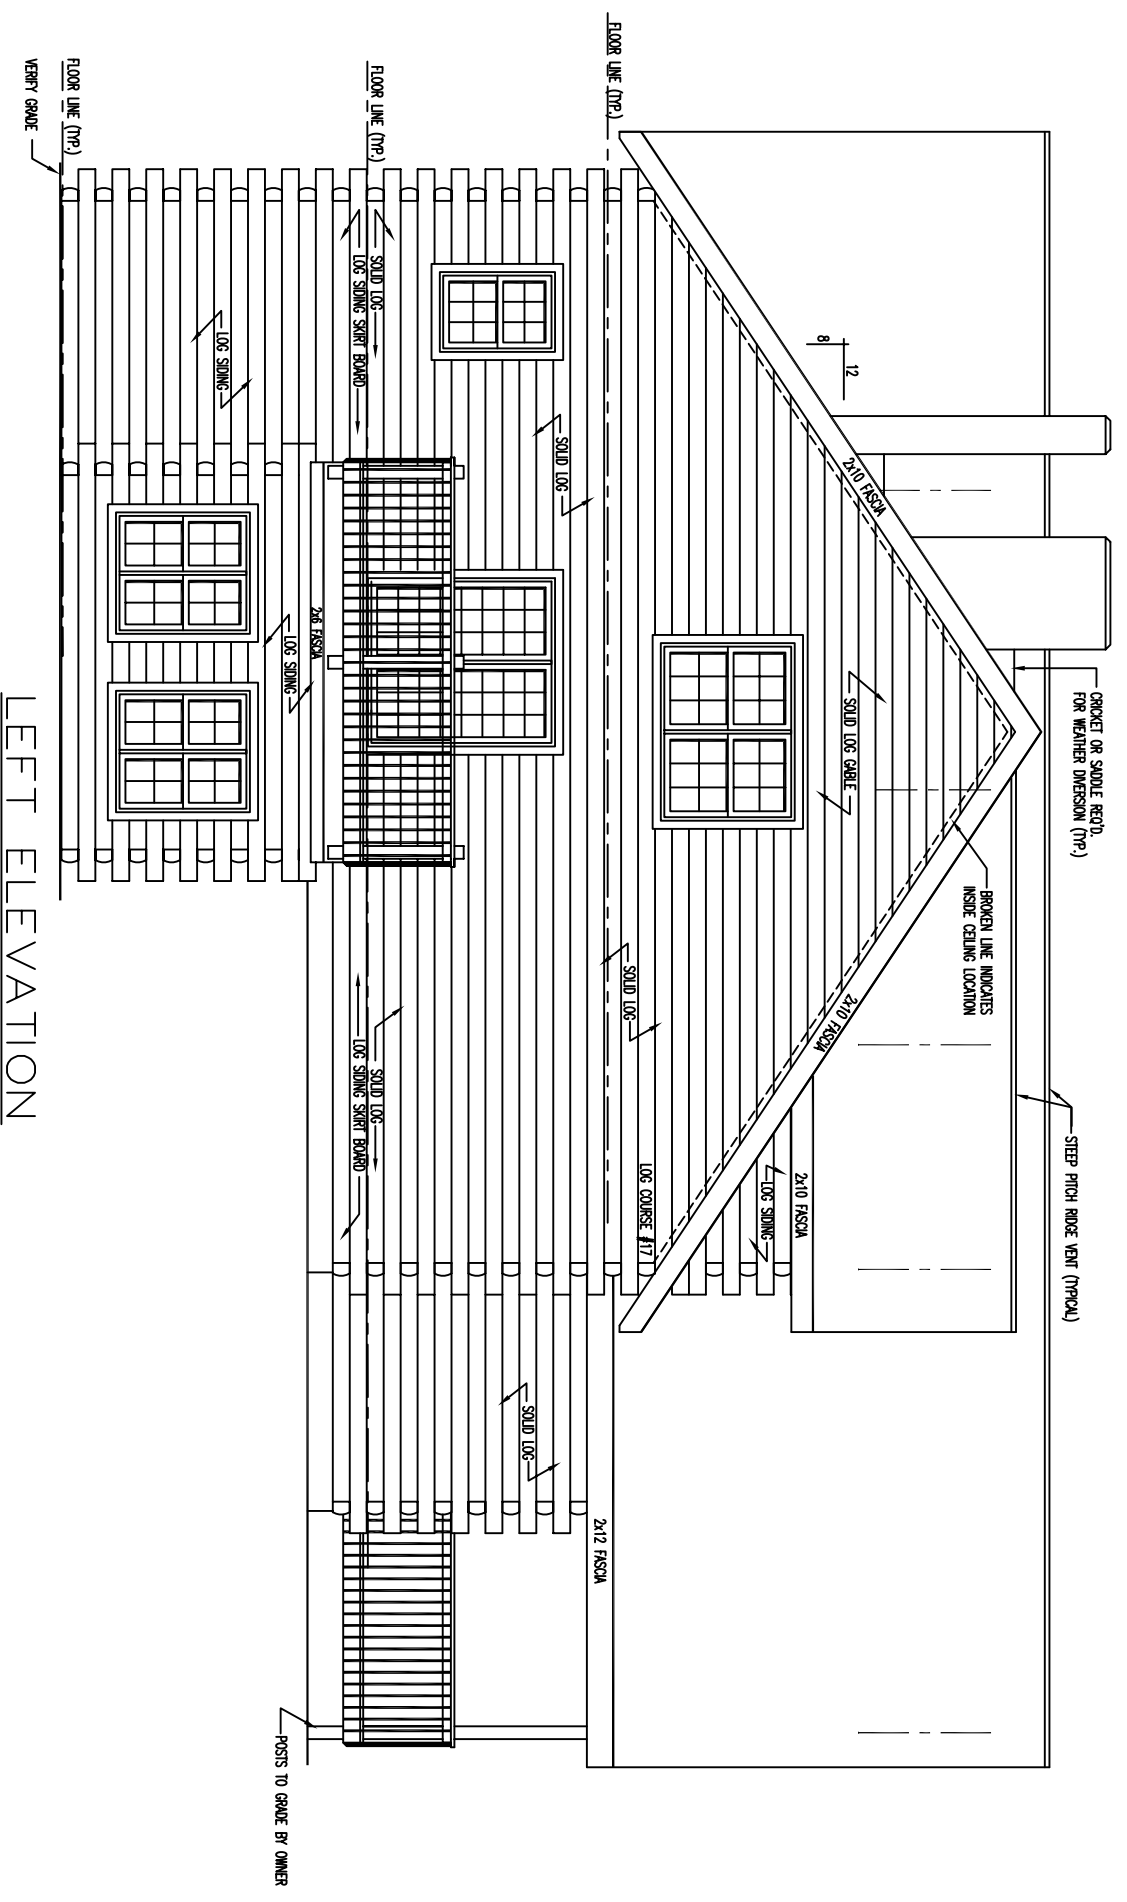 CRICKET OR SADDLE REQ'D.
FOR WEATHER DIVERSION (TYP.)
STEEP PITCH RIDGE VENT (TYPICAL)
BROKEN LINE INDICATES
INSIDE CEILING LOCATION
12
8
2x10 FASCIA
2x10 FASCIA
SOLID LOG GABLE
2x10 FASCIA
LOG SIDING
LOG COURSE #17
FLOOR LINE (TYP.)
SOLID LOG
SOLID LOG
2x12 FASCIA
SOLID LOG
FLOOR LINE (TYP.)
SOLID LOG
LOG SIDING SKIRT BOARD
SOLID LOG
LOG SIDING SKIRT BOARD
2x6 FASCIA
LOG SIDING
LOG SIDING
POSTS TO GRADE BY OWNER
FLOOR LINE (TYP.)
VERIFY GRADE
LEFT ELEVATION